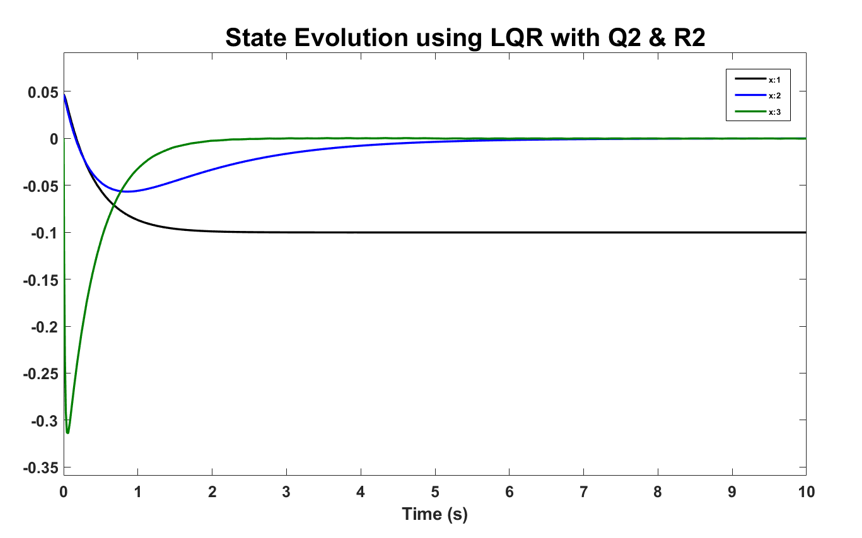 State Evolution using LQR with Q2 & R2
x:1
x:2
x:3
0.05
0
-0.05
-0.1
-0.15
-0.2
-0.25
-0.3
-0.35
0 1 2 3 4 5 6 7 8 9 10
Time (s)